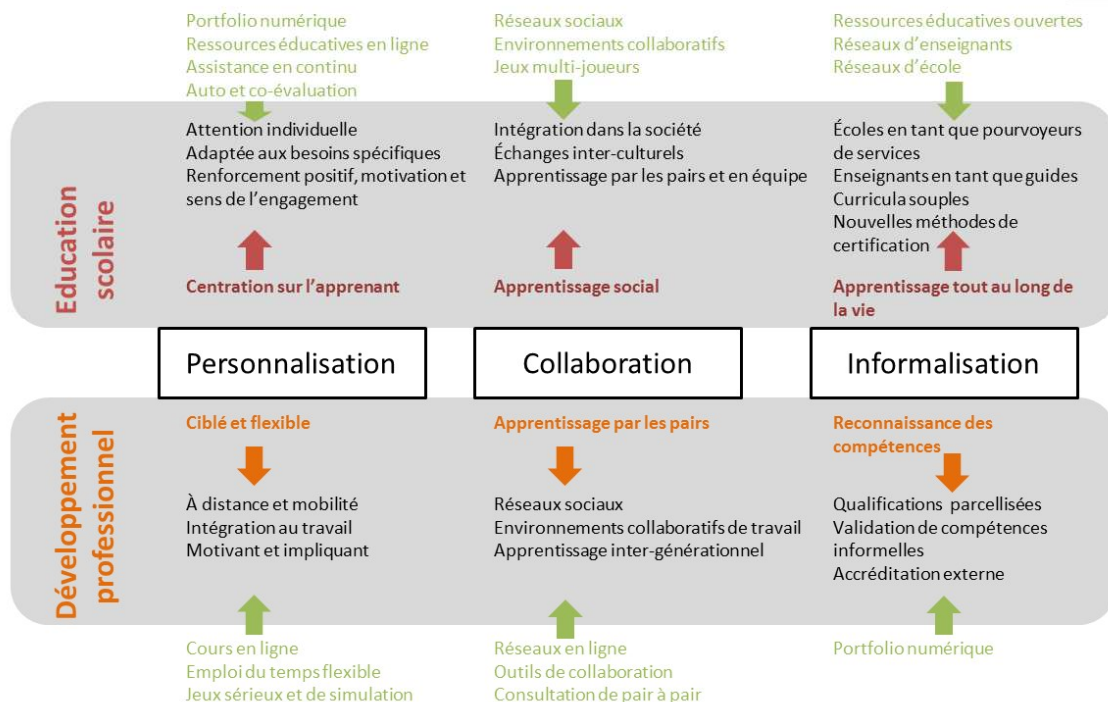 Portfolio numérique
Ressources éducatives en ligne
Assistance en continu
Auto et co-évaluation
Réseaux sociaux
Environnements collaboratifs
Jeux multi-joueurs
Ressources éducatives ouvertes
Réseaux d'enseignants
Réseaux d'école
Education
scolaire
Attention individuelle
Adaptée aux besoins spécifiques
Renforcement positif, motivation et
sens de l'engagement
Intégration dans la société
Échanges inter-culturels
Apprentissage par les pairs et en équipe
Écoles en tant que pourvoyeurs
de services
Enseignants en tant que guides
Curricula souples
Nouvelles méthodes de
certification
Centration sur l'apprenant
Apprentissage social
Apprentissage tout au long de
la vie
Personnalisation
Collaboration
Informalisation
Développement
professionnel
Ciblé et flexible
Apprentissage par les pairs
Reconnaissance des
compétences
À distance et mobilité
Intégration au travail
Motivant et impliquant
Réseaux sociaux
Environnements collaboratifs de travail
Apprentissage inter-générationnel
Qualifications parcellisées
Validation de compétences
informelles
Accréditation externe
Cours en ligne
Emploi du temps flexible
Jeux sérieux et de simulation
Réseaux en ligne
Outils de collaboration
Consultation de pair à pair
Portfolio numérique